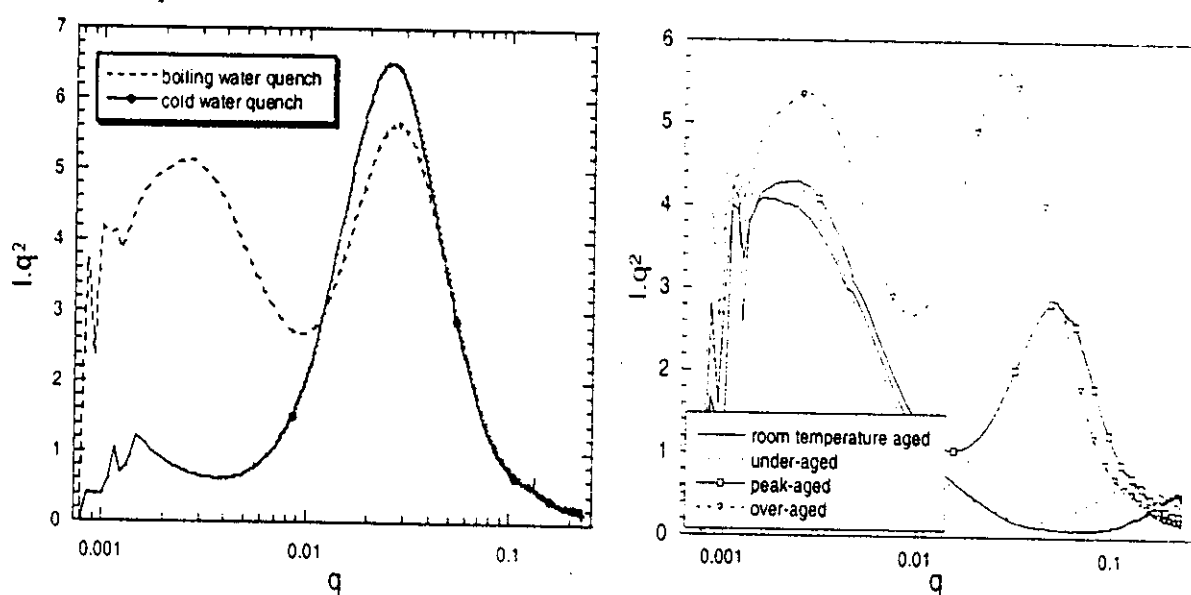 7
6
5
4
3
2
1
0
I.q²
boiling water quench
cold water quench
0.001
0.01
0.1
q
6
5
4
3
2
1
0
I.q²
room temperature aged
under-aged
peak-aged
over-aged
0.001
0.01
0.1
q